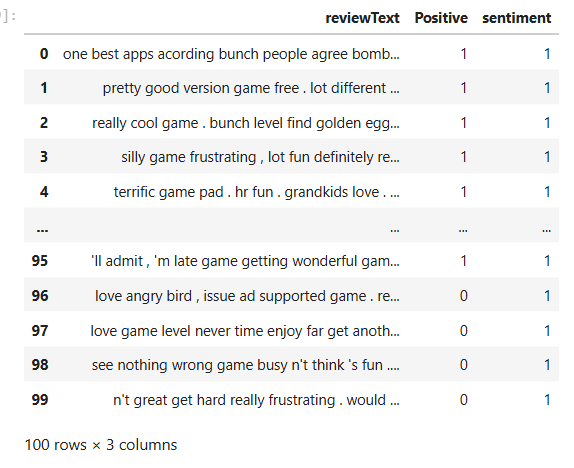 ]:
reviewText Positive sentiment
0 one best apps acording bunch people agree bomb... 1 1
1 pretty good version game free . lot different ... 1 1
2 really cool game . bunch level find golden egg... 1 1
3 silly game frustrating , lot fun definitely re... 1 1
4 terrific game pad . hr fun . grandkids love . ... 1 1
... ... ... ...
95 'll admit , 'm late game getting wonderful gam... 1 1
96 love angry bird , issue ad supported game . re... 0 1
97 love game level never time enjoy far get anoth... 0 1
98 see nothing wrong game busy n't think 's fun .... 0 1
99 n't great get hard really frustrating . would ... 0 1
100 rows × 3 columns